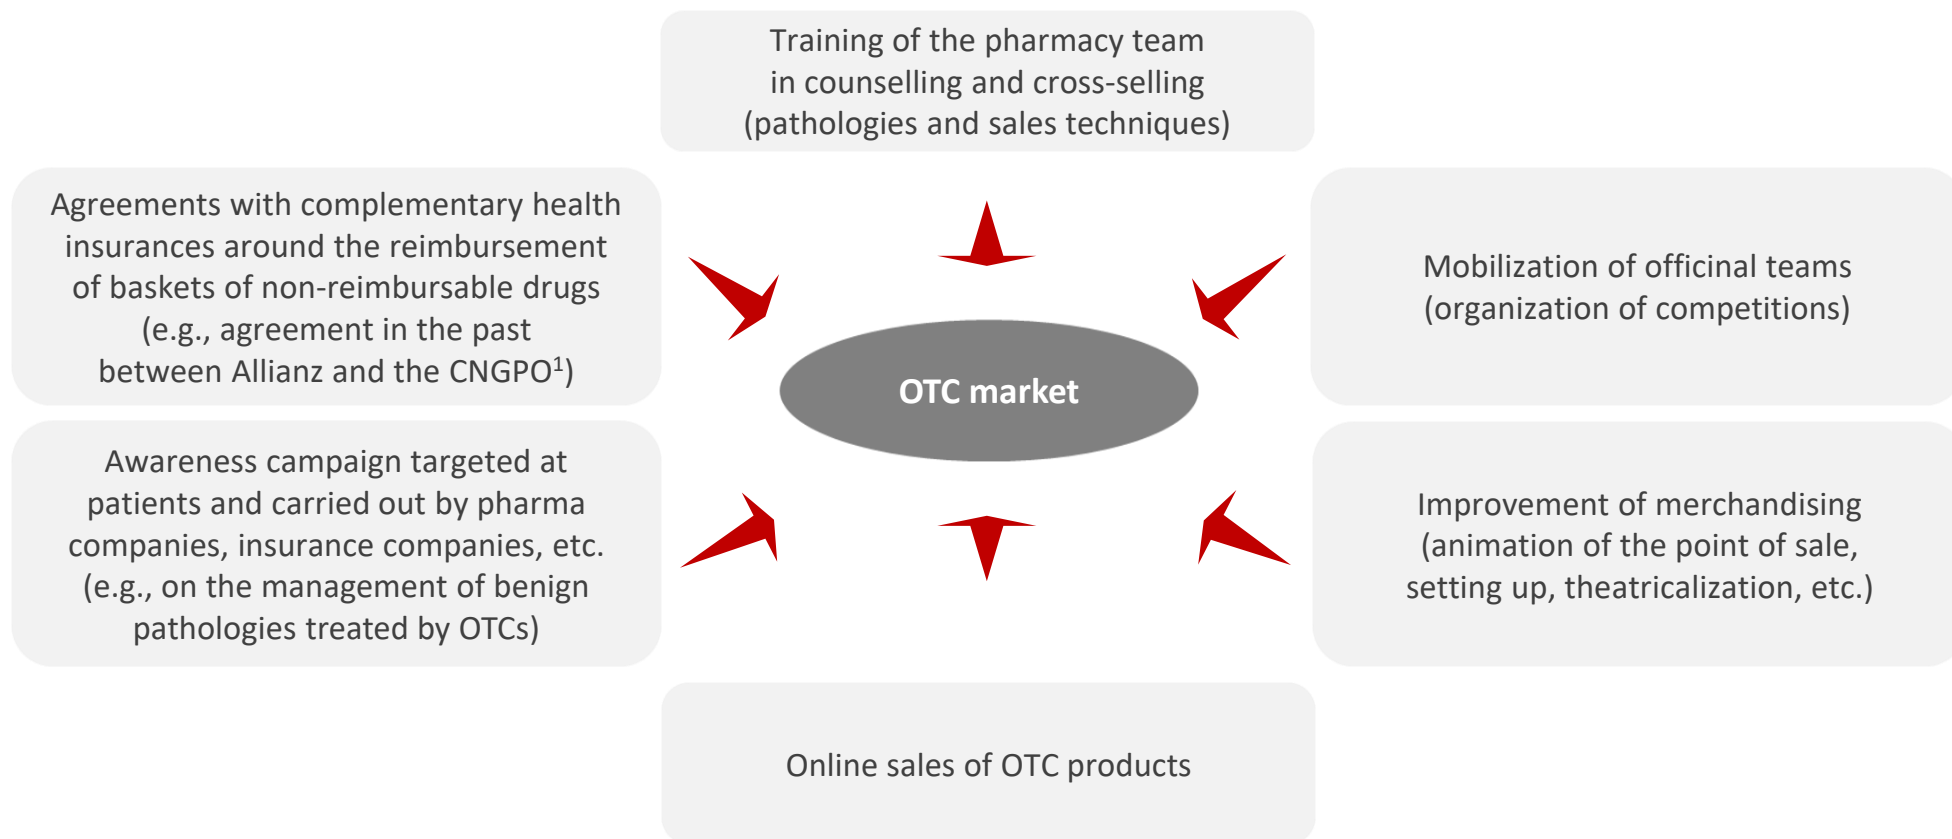 Training of the pharmacy team
in counselling and cross-selling
(pathologies and sales techniques)
Agreements with complementary health
insurances around the reimbursement
of baskets of non-reimbursable drugs
(e.g., agreement in the past
between Allianz and the CNGPO¹)
Mobilization of officinal teams
(organization of competitions)
OTC market
Awareness campaign targeted at
patients and carried out by pharma
companies, insurance companies, etc.
(e.g., on the management of benign
pathologies treated by OTCs)
Improvement of merchandising
(animation of the point of sale,
setting up, theatricalization, etc.)
Online sales of OTC products